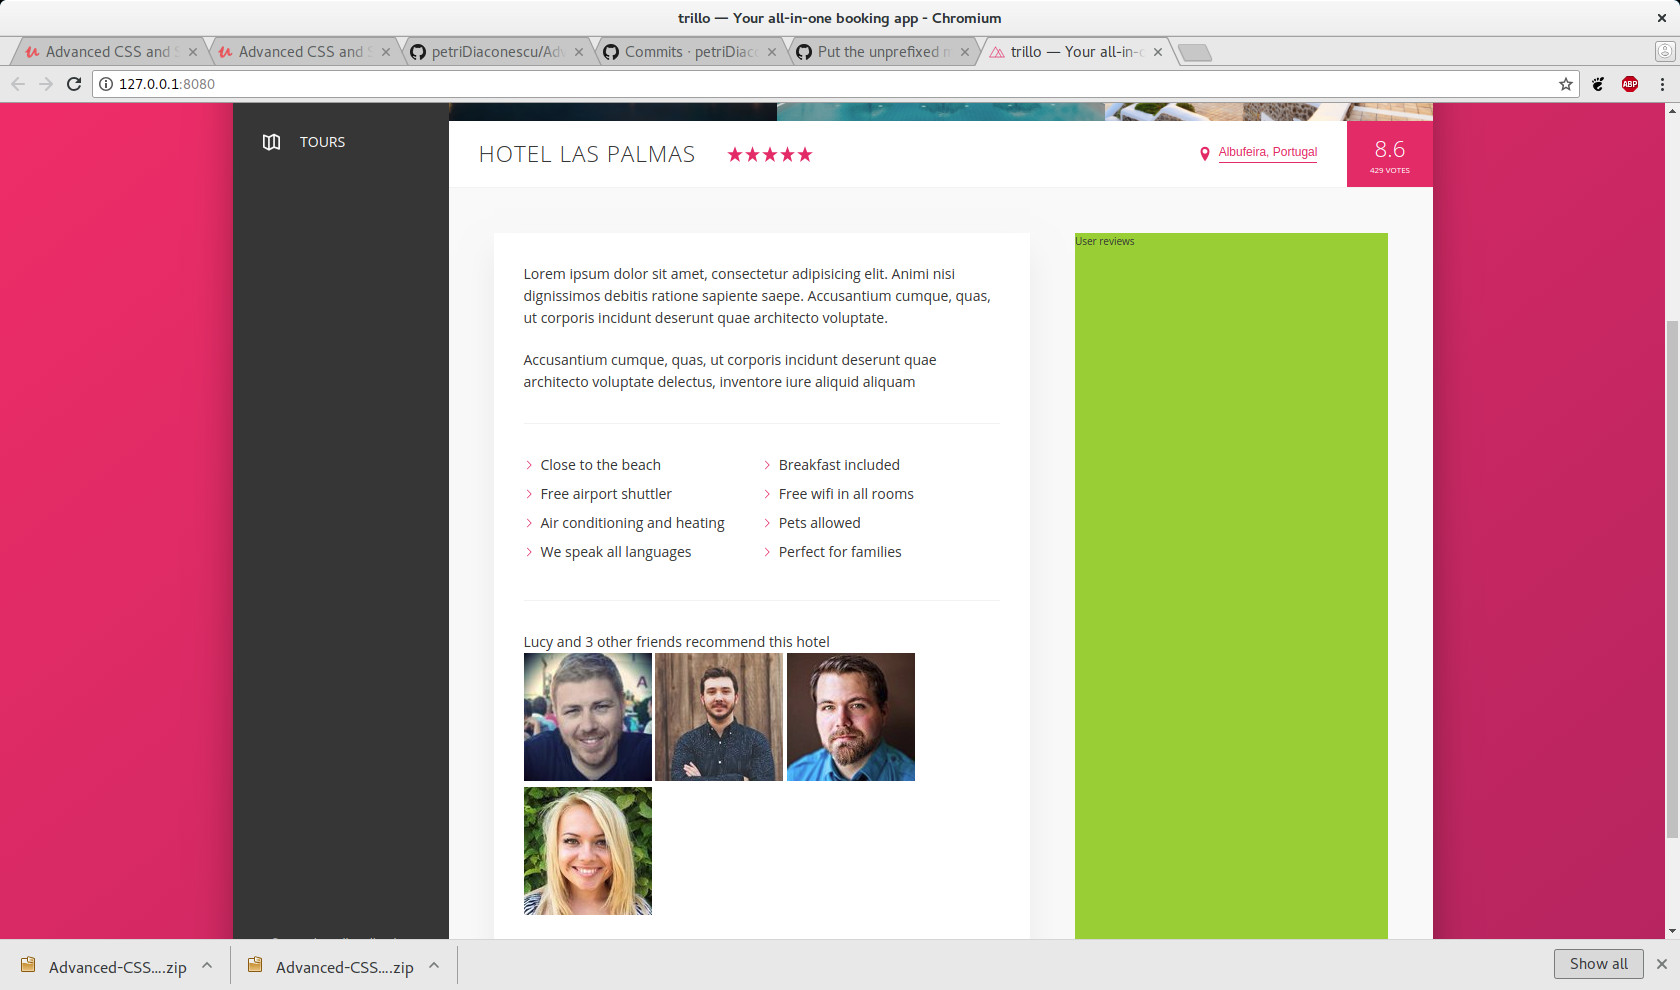 trillo — Your all-in-one booking app - Chromium
Advanced CSS and S
Advanced CSS and S
petriDiaconescu/Adv
Commits · petriDiaco
Put the unprefixed m
trillo — Your all-in-o
127.0.0.1:8080
ABP
TOURS
HOTEL LAS PALMAS
Albufeira, Portugal
8.6
429 VOTES
Lorem ipsum dolor sit amet, consectetur adipisicing elit. Animi nisi
dignissimos debitis ratione sapiente saepe. Accusantium cumque, quas,
ut corporis incidunt deserunt quae architecto voluptate.
Accusantium cumque, quas, ut corporis incidunt deserunt quae
architecto voluptate delectus, inventore iure aliquid aliquam
Close to the beach
Breakfast included
Free airport shuttler
Free wifi in all rooms
Air conditioning and heating
Pets allowed
We speak all languages
Perfect for families
Lucy and 3 other friends recommend this hotel
User reviews
Advanced-CSS....zip
Advanced-CSS....zip
Show all